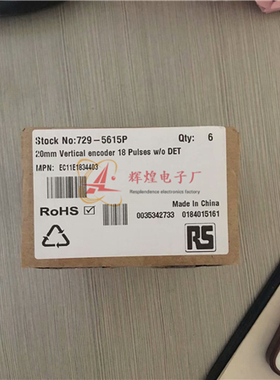 Stock No:729-5615P
Qty: 6
20mm Vertical encoder 18 Pulses w/o DET
MPN: EC11E1834403
辉煌电子厂
Resplendence electronics factory
RoHS
Made In China
0035342733 0184015161
RS